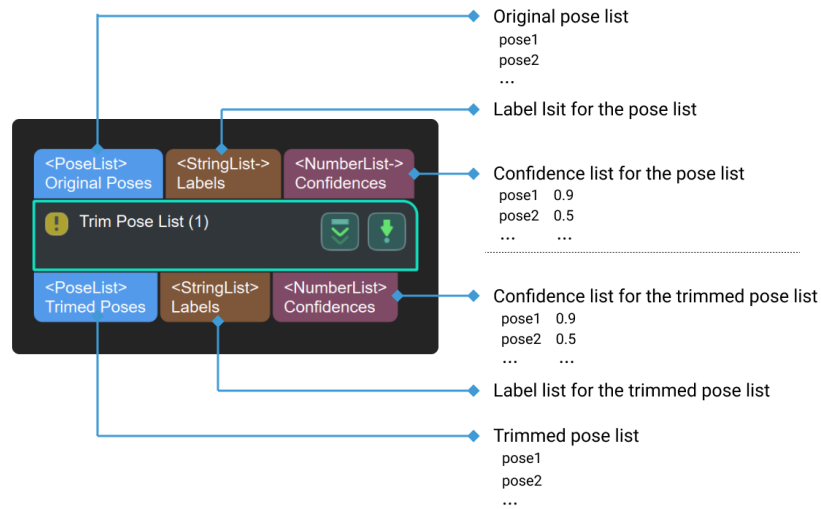 Original pose list
pose1
pose2
...
Label Lsit for the pose list
<PoseList>
Original Poses
<StringList->
Labels
<NumberList->
Confidences
Confidence list for the pose list
pose1 0.9
pose2 0.5
... ...
Trim Pose List (1)
<PoseList>
Trimed Poses
<StringList>
Labels
<NumberList>
Confidences
Confidence list for the trimmed pose list
pose1 0.9
pose2 0.5
... ...
Label list for the trimmed pose list
Trimmed pose list
pose1
pose2
...